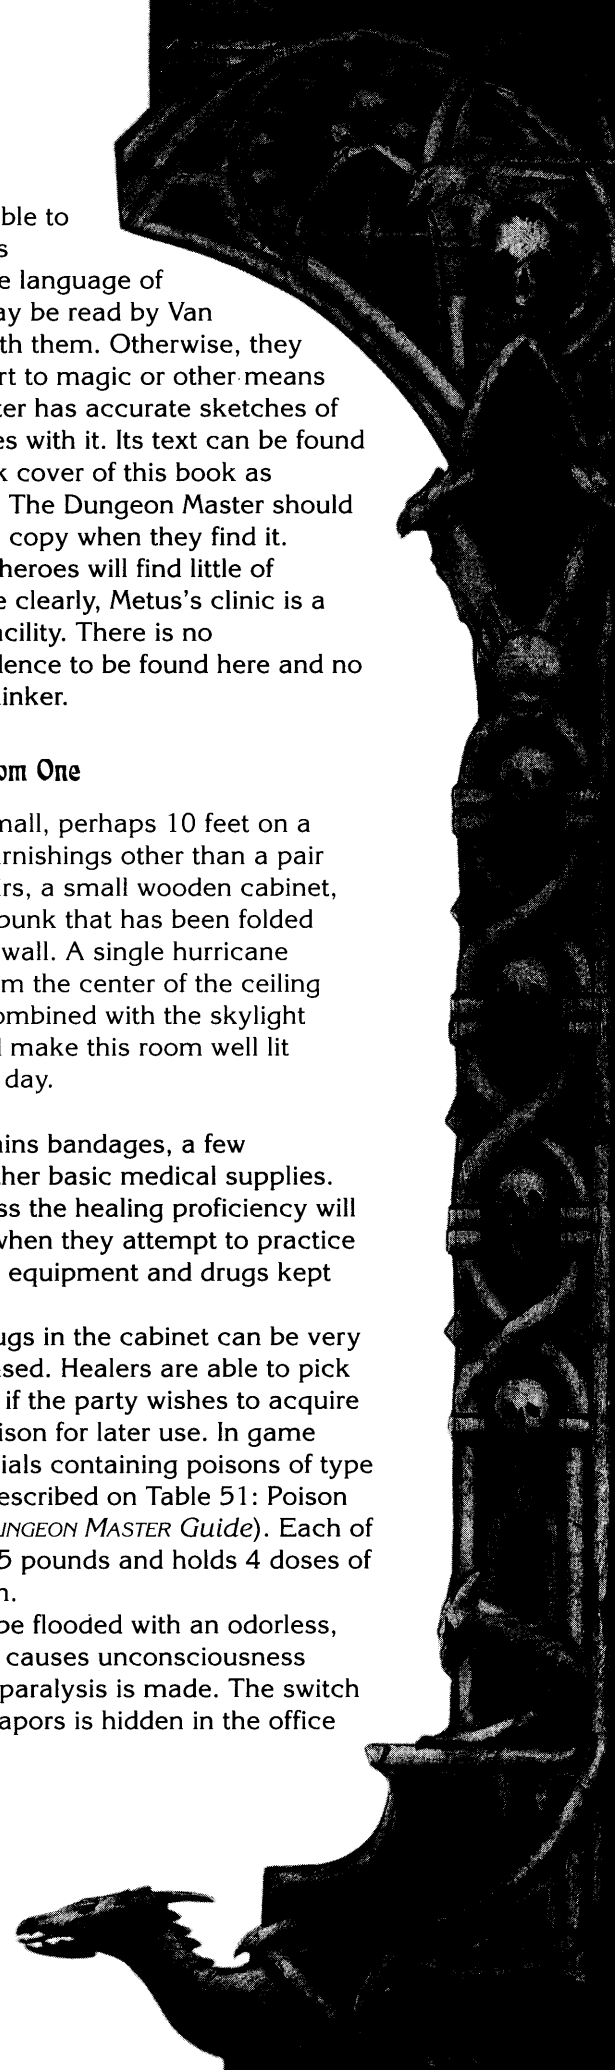 ble to
s
e language of
ay be read by Van
th them. Otherwise, they
rt to magic or other means
ter has accurate sketches of
es with it. Its text can be found
k cover of this book as
The Dungeon Master should
copy when they find it.
heroes will find little of
e clearly, Metus's clinic is a
acility. There is no
dence to be found here and no
inker.
om One
mall, perhaps 10 feet on a
urnishings other than a pair
irs, a small wooden cabinet,
bunk that has been folded
wall. A single hurricane
m the center of the ceiling
ombined with the skylight
l make this room well lit
day.
ains bandages, a few
ther basic medical supplies.
ss the healing proficiency will
when they attempt to practice
equipment and drugs kept
ugs in the cabinet can be very
sed. Healers are able to pick
if the party wishes to acquire
ison for later use. In game
ials containing poisons of type
escribed on Table 51: Poison
UNGEON MASTER Guide). Each of
5 pounds and holds 4 doses of
n.
be flooded with an odorless,
causes unconsciousness
paralysis is made. The switch
apors is hidden in the office